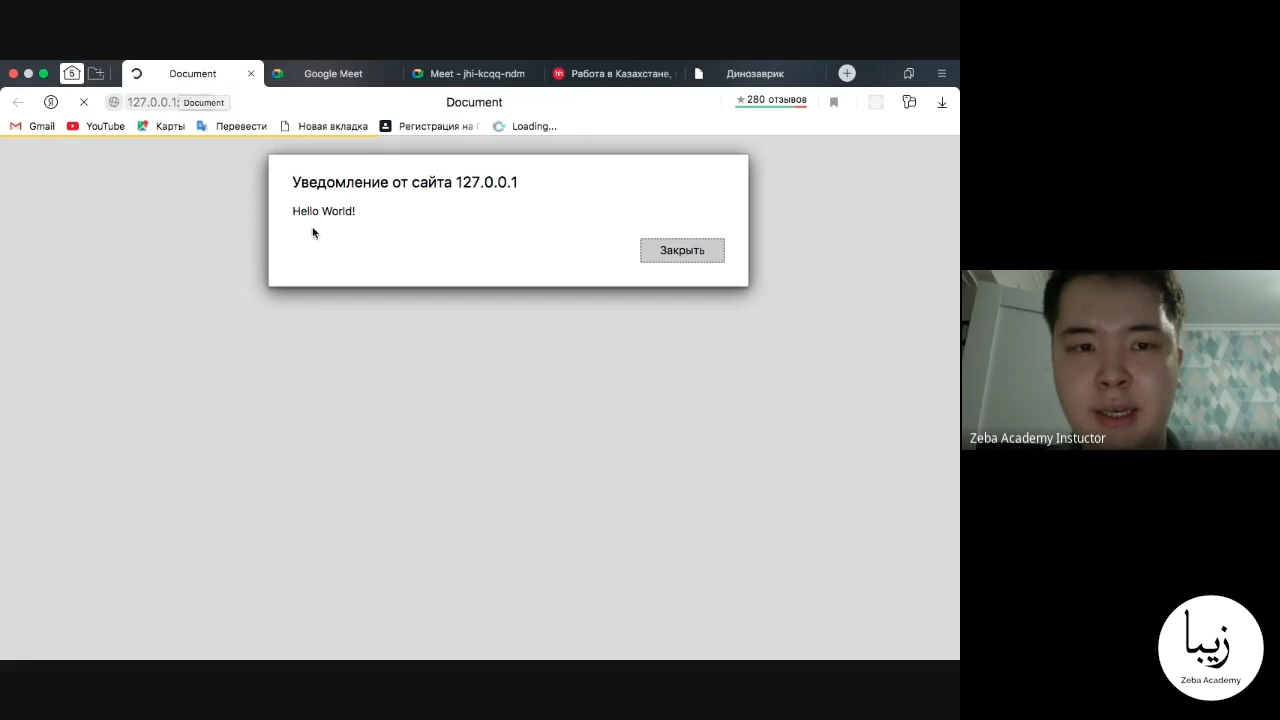 6
Document
Google Meet
Meet - jhi-kcqq-ndm
hh
Работа в Казахстане,
Динозаврик
Я
127.0.0.1:
Document
Document
★ 280 отзывов
Gmail
YouTube
Карты
Перевести
Новая вкладка
Регистрация на
Loading...
Уведомление от сайта 127.0.0.1
Hello World!
Закрыть
Zeba Academy Instuctor
زيبا
Zeba Academy